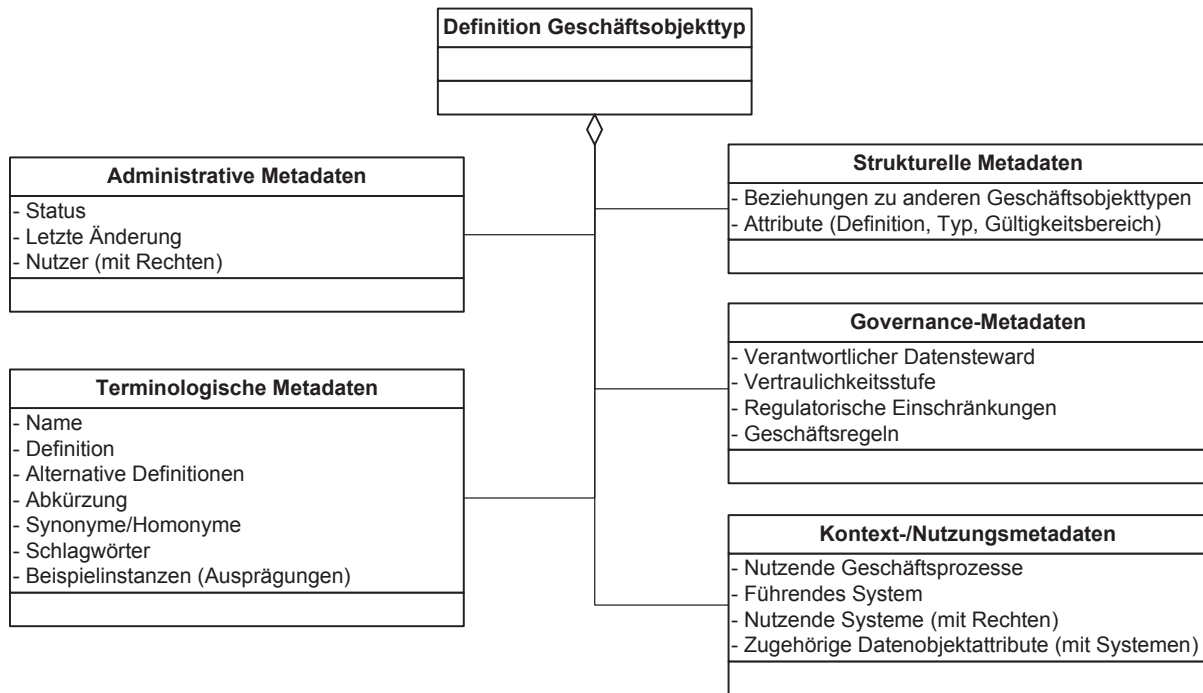 Definition Geschäftsobjekttyp
Administrative Metadaten
- Status
- Letzte Änderung
- Nutzer (mit Rechten)
Terminologische Metadaten
- Name
- Definition
- Alternative Definitionen
- Abkürzung
- Synonyme/Homonyme
- Schlagwörter
- Beispielinstanzen (Ausprägungen)
Strukturelle Metadaten
- Beziehungen zu anderen Geschäftsobjekttypen
- Attribute (Definition, Typ, Gültigkeitsbereich)
Governance-Metadaten
- Verantwortlicher Datensteward
- Vertraulichkeitsstufe
- Regulatorische Einschränkungen
- Geschäftsregeln
Kontext-/Nutzungsmetadaten
- Nutzende Geschäftsprozesse
- Führendes System
- Nutzende Systeme (mit Rechten)
- Zugehörige Datenobjektattribute (mit Systemen)